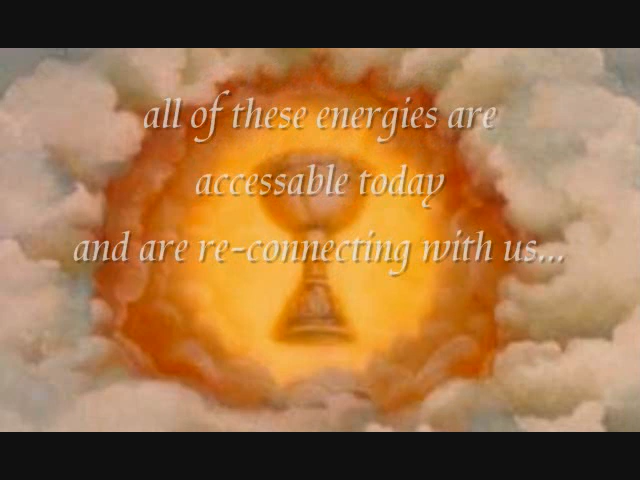 all of these energies are
accessable today
and are re-connecting with us...